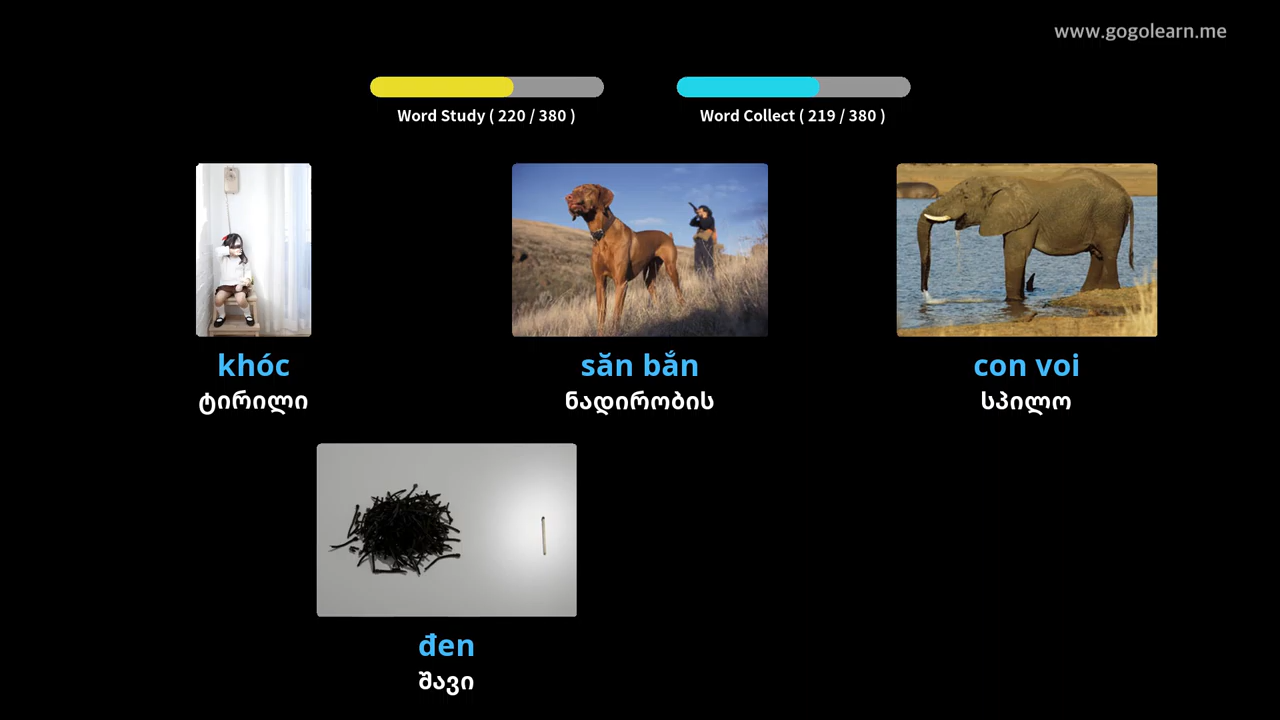 www.gogolearn.me
Word Study ( 220 / 380 )
Word Collect ( 219 / 380 )
khóc
ტირილი
săn bắn
ნადირობის
con voi
სპილო
đen
შავი